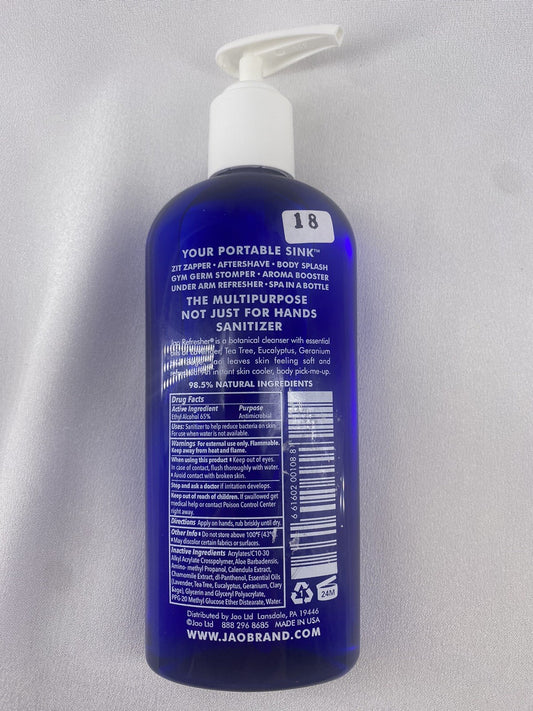 18
YOUR PORTABLE SINK™
ZIT ZAPPER • AFTERSHAVE • BODY SPLASH
GYM GERM STOMPER • AROMA BOOSTER
UNDER ARM REFRESHER • SPA IN A BOTTLE
THE MULTIPURPOSE
NOT JUST FOR HANDS
SANITIZER
Jao Refresher® is a botanical cleanser with essential
Tea Tree, Eucalyptus, Geranium
leaves skin feeling soft and
instant skin cooler, body pick-me-up.
98.5% NATURAL INGREDIENTS
Drug Facts
Active Ingredient Purpose
Ethyl Alcohol 65% Antimicrobial
Uses: Sanitizer to help reduce bacteria on skin
For use when water is not available.
Warnings For external use only. Flammable.
Keep away from heat and flame.
When using this product • Keep out of eyes.
In case of contact, flush thoroughly with water.
• Avoid contact with broken skin.
Stop and ask a doctor if irritation develops.
Keep out of reach of children. If swallowed get
medical help or contact Poison Control Center
right away.
Directions Apply on hands, rub briskly until dry.
Other Info • Do not store above 100°F (43°
• May discolor certain fabrics or surfaces.
Inactive Ingredients Acrylates/C10-30
Alkyl Acrylate Crosspolymer, Aloe Barbadensis,
Amino- methyl Propanol, Calendula Extract,
Chamomile Extract, dl-Panthenol, Essential Oils
(Lavender, Tea Tree, Eucalyptus, Geranium, Clary
Sage), Glycerin and Glyceryl Polyacrylate,
PPG-20 Methyl Glucose Ether Distearate, Water.
6 61602 00108 8
1
24M
Distributed by Jao Ltd Lansdale, PA 19446
©Jao Ltd 888 296 8685 MADE IN USA
WWW.JAOBRAND.COM